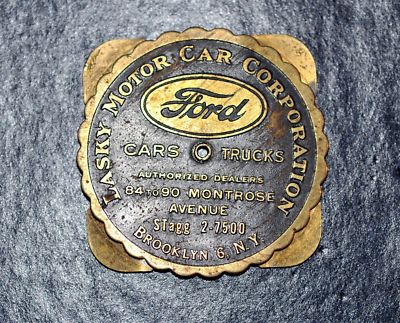 LASKY MOTOR CAR CORPORATION
Ford
CARS TRUCKS
AUTHORIZED DEALERS
84 TO 90 MONTROSE
AVENUE
STagg 2-7500
BROOKLYN 6, N.Y.